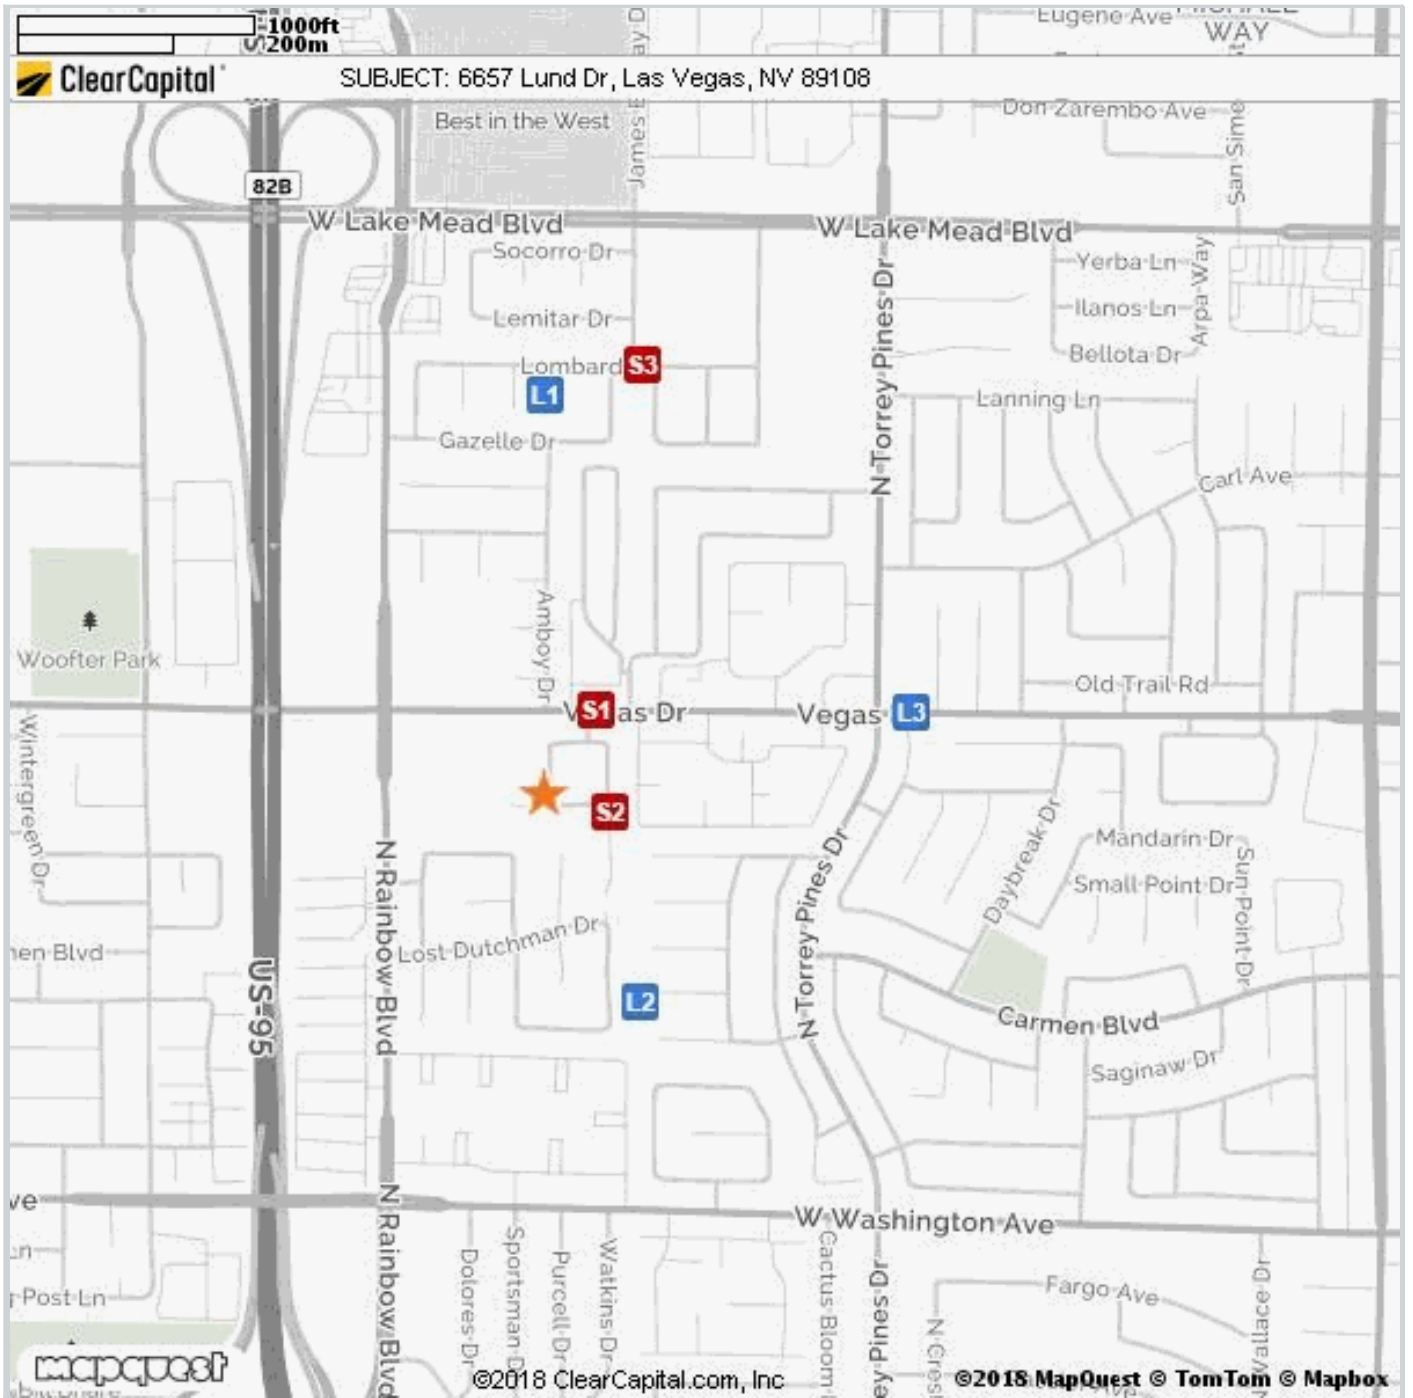 1000ft
200m
Eugene Ave
WAY
ClearCapital
SUBJECT: 6657 Lund Dr, Las Vegas, NV 89108
Best in the West
Don Zarembo Ave
San Sime
82B
W Lake Mead Blvd
W Lake Mead Blvd
Socorro Dr
Yerba Ln
Arpa Way
Ilanos Ln
Lemitar Dr
N Torrey Pines Dr
Bellota Dr
Lombard
S3
L1
Lanning Ln
Gazelle Dr
Carl Ave
Amboy Dr
Woofter Park
Old Trail Rd
S1
as Dr
Vegas
L3
Wintergreen Dr
S2
Daybreak Dr
Mandarin Dr
Small Point Dr
Sun Point Dr
N Torrey Pines Dr
N Rainbow Blvd
Lost Dutchman Dr
en Blvd
US-95
L2
Carmen Blvd
Saginaw Dr
ve
W Washington Ave
N Rainbow Blvd
Dolores Dr
Sportsman D
Purcell Dr
Watkins Dr
Cactus Bloom
ey Pines Dr
Post Ln
Fargo Ave
N Cres
Wallace Dr
mapquest
©2018 ClearCapital.com, Inc
©2018 MapQuest © TomTom © Mapbox